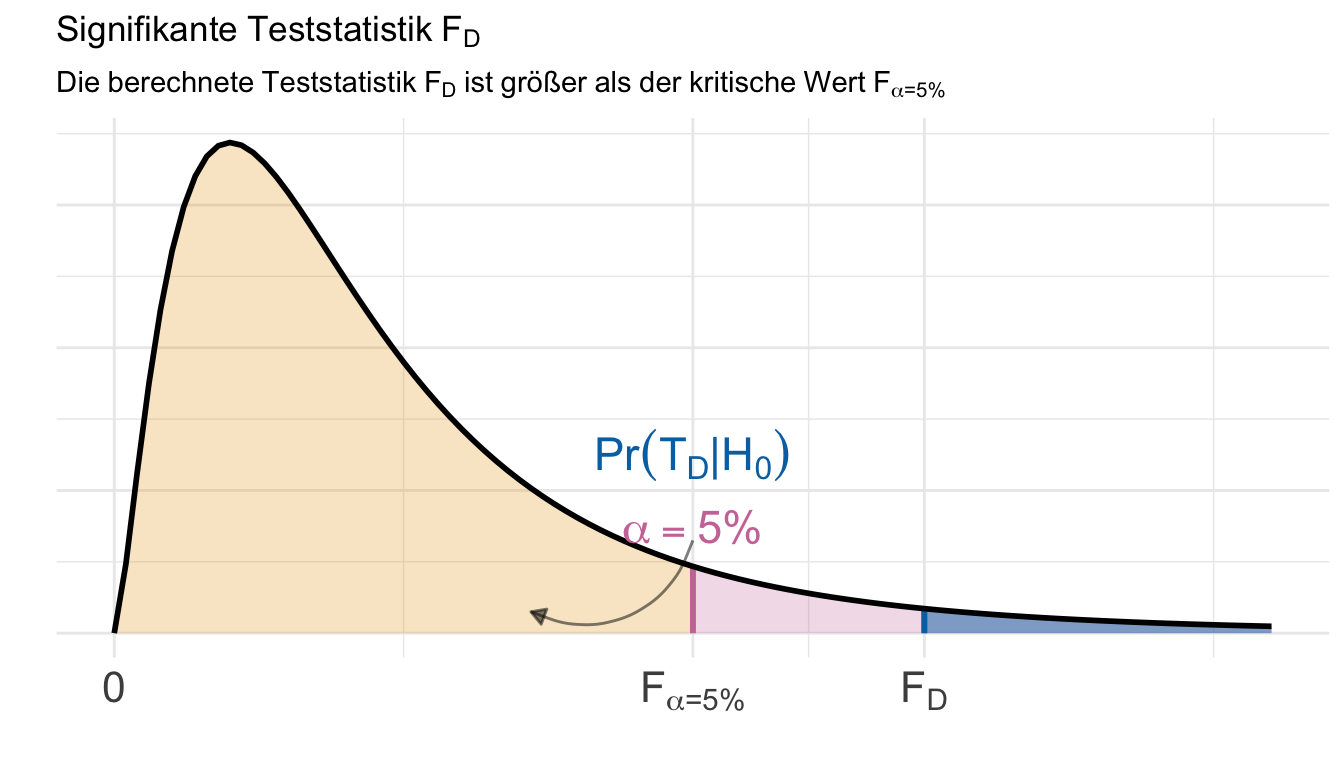 Signifikante Teststatistik F_D
Die berechnete Teststatistik F_D ist größer als der kritische Wert F_α=5%
Pr(T_D|H_0)
α = 5%
0
F_α=5%
F_D